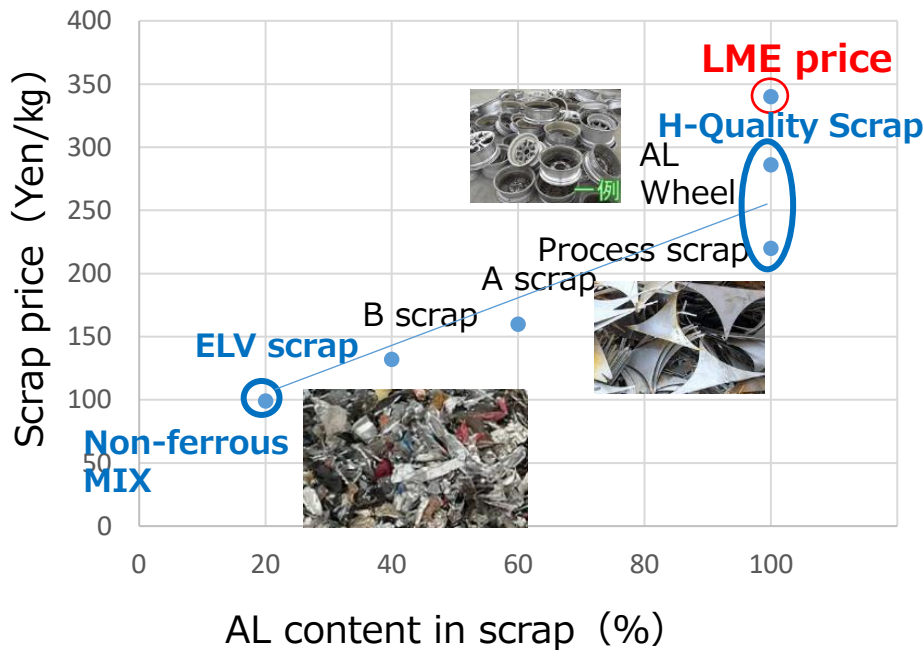 400
350
300
250
200
150
100
50
0
Scrap price（Yen/kg）
LME price
H-Quality Scrap
AL
Wheel
一例
Process scrap
A scrap
B scrap
ELV scrap
Non-ferrous
MIX
0
20
40
60
80
100
AL content in scrap（%）